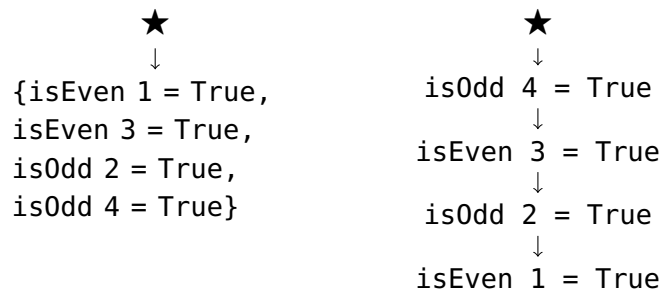 ★
↓
{isEven 1 = True,
isEven 3 = True,
isOdd 2 = True,
isOdd 4 = True}
★
↓
isOdd 4 = True
↓
isEven 3 = True
↓
isOdd 2 = True
↓
isEven 1 = True